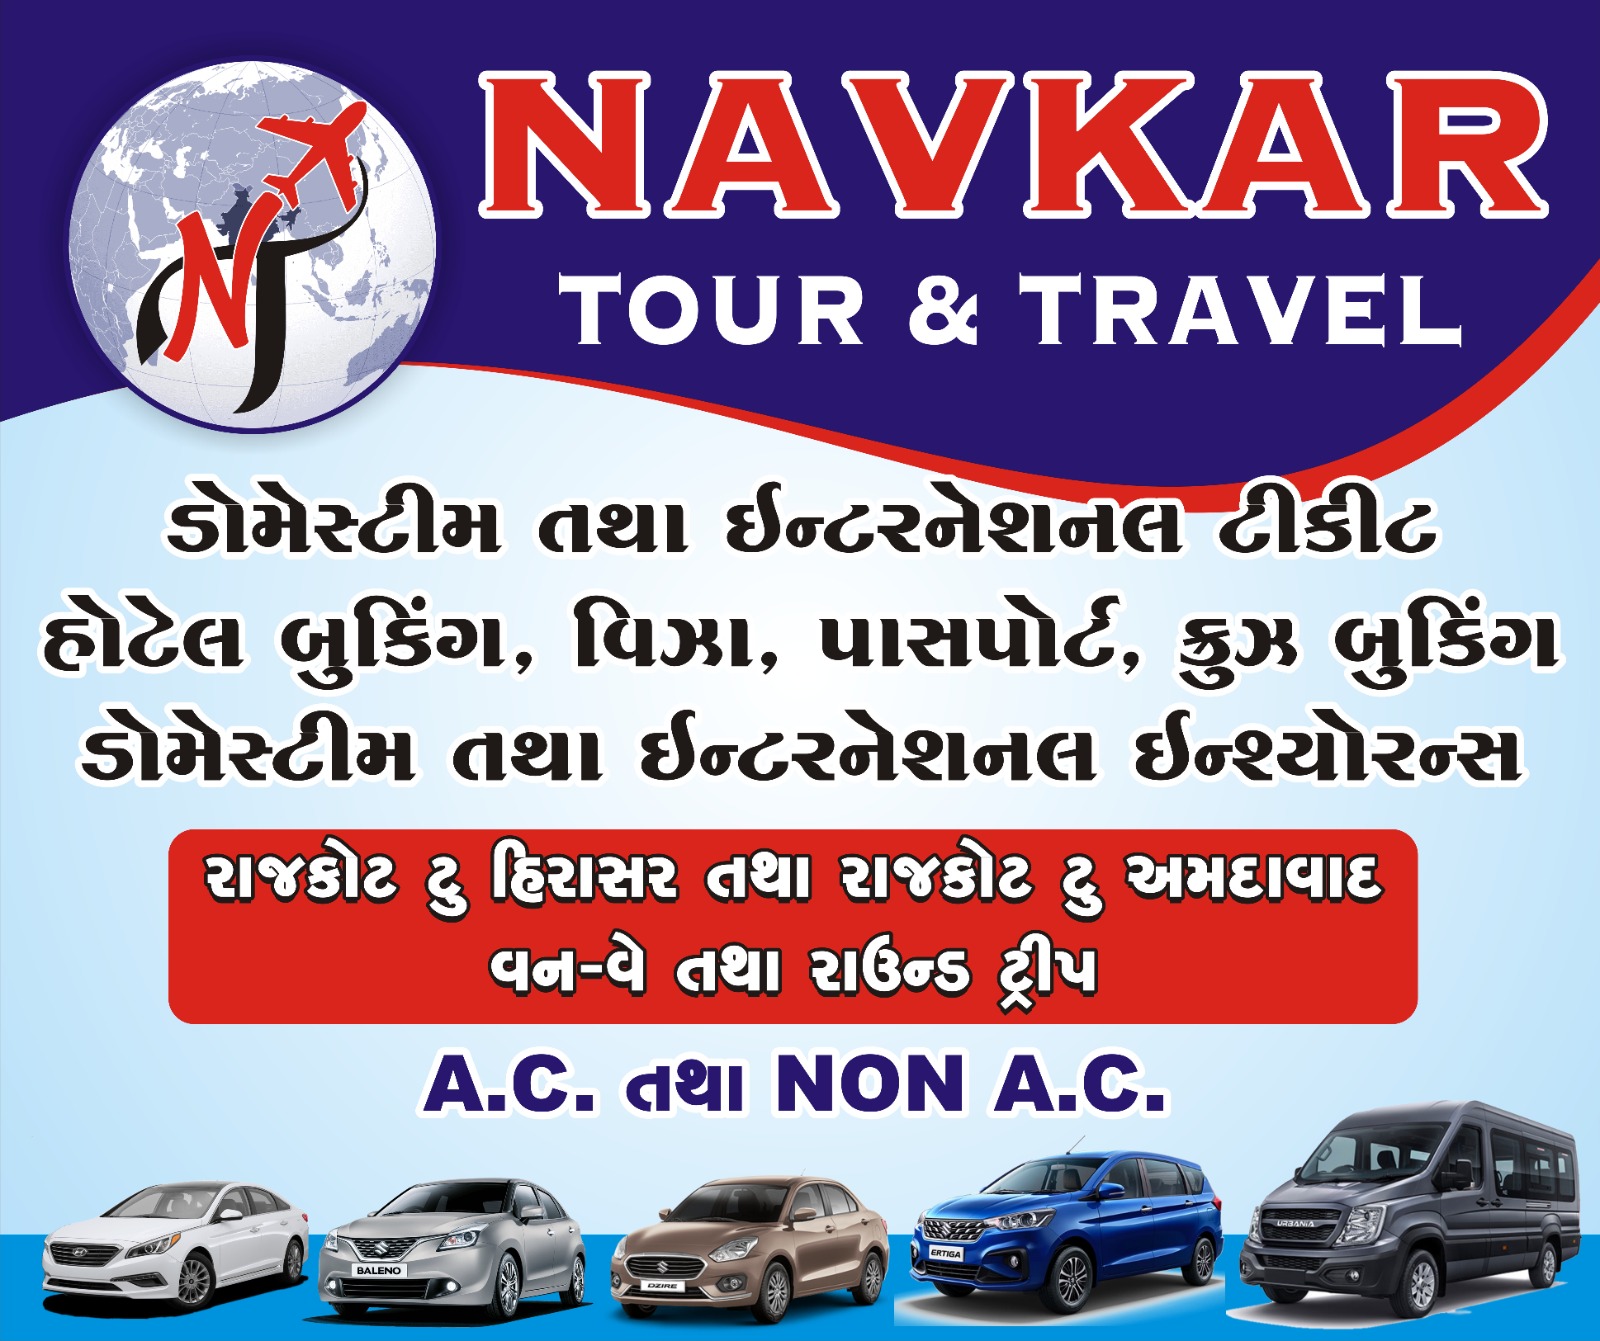 NAVKAR
TOUR & TRAVEL
NT
ડોમેસ્ટીમ તથા ઈન્ટરનેશનલ ટીકીટ
હોટેલ બુકિંગ, વિઝા, પાસપોર્ટ, ક્રુઝ બુકિંગ
ડોમેસ્ટીમ તથા ઈન્ટરનેશનલ ઈન્શ્યોરન્સ
રાજકોટ ટુ હિરાસર તથા રાજકોટ ટુ અમદાવાદ
વન-વે તથા રાઉન્ડ ટ્રીપ
A.C. તથા NON A.C.
BALENO
DZIRE
ERTIGA
URBANIA